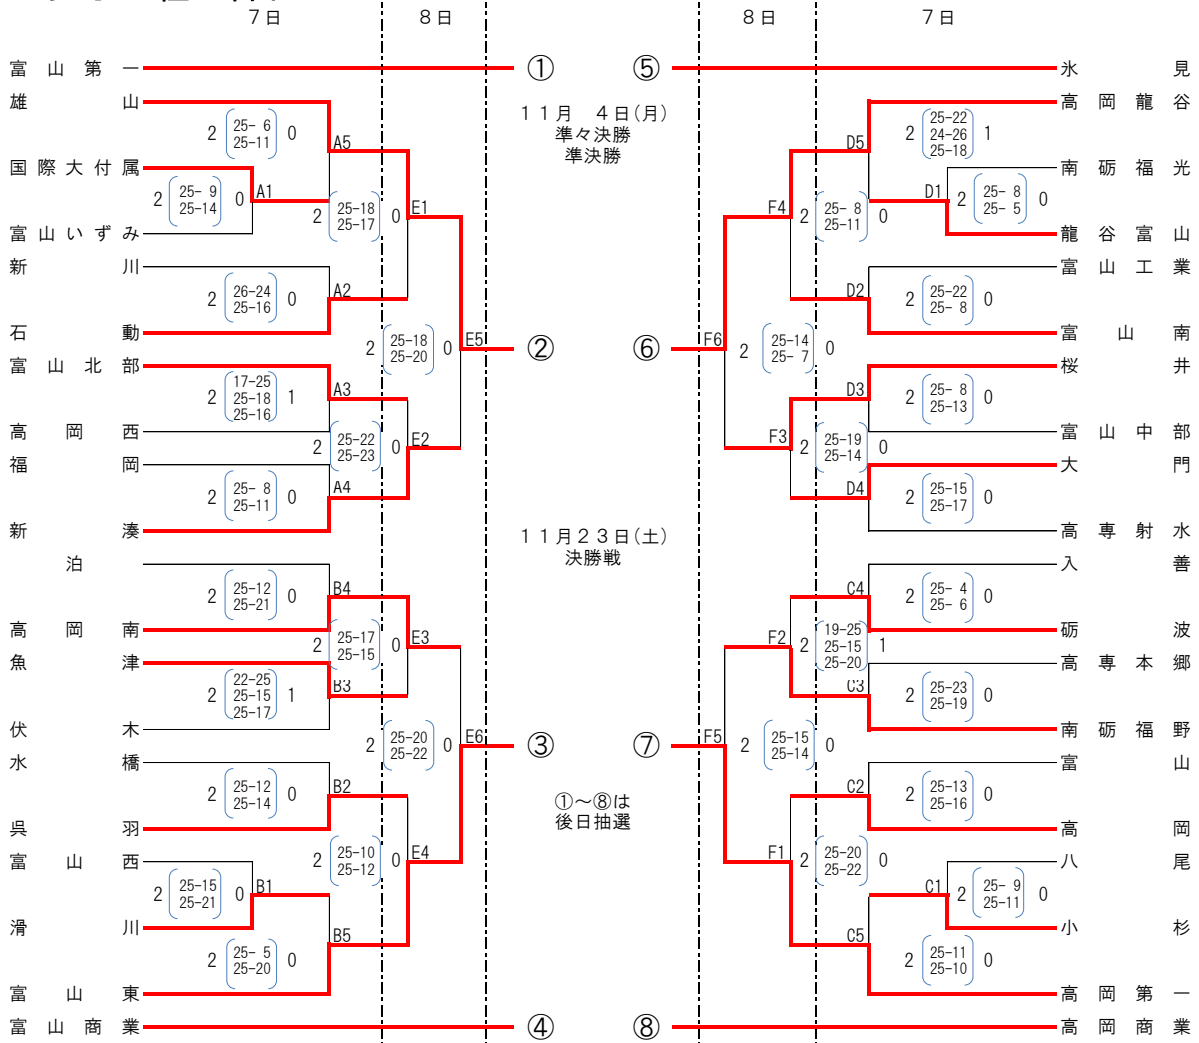 7日 8日 8日 7日
富山第一 ① ⑤ 氷見
雄山 高岡龍谷
11月 4日(月)
準々決勝
準決勝
2 25- 6 25-11 0 A5
D5 2 25-22 24-26 25-18 1
国際大付属 南砺福光
2 25- 9 25-14 0 A1
D1 2 25- 8 25- 5 0
2 25-18 25-17 0 E1
F4 2 25- 8 25-11 0
富山いずみ 龍谷富山
新川 富山工業
2 26-24 25-16 0 A2
D2 2 25-22 25- 8 0
石動 富山南
2 25-18 25-20 0 E5 ②
⑥ F6 2 25-14 25- 7 0
富山北部 桜井
2 17-25 25-18 25-16 1 A3
D3 2 25- 8 25-13 0
高岡西 富山中部
2 25-22 25-23 0 E2
F3 2 25-19 25-14 0
福岡 大門
2 25- 8 25-11 0 A4
D4 2 25-15 25-17 0
新湊 高専射水
11月23日(土)
決勝戦
泊 入善
2 25-12 25-21 0 B4
C4 2 25- 4 25- 6 0
高岡南 砺波
2 25-17 25-15 0 E3
F2 2 19-25 25-15 25-20 1
魚津 高専本郷
2 22-25 25-15 25-17 1 B3
C3 2 25-23 25-19 0
伏木 南砺福野
2 25-20 25-22 0 E6 ③
⑦ F5 2 25-15 25-14 0
水橋 富山
2 25-12 25-14 0 B2
C2 2 25-13 25-16 0
①～⑧は
後日抽選
呉羽 高岡
2 25-10 25-12 0 E4
F1 2 25-20 25-22 0
富山西 八尾
2 25-15 25-21 0 B1
C1 2 25- 9 25-11 0
滑川 小杉
2 25- 5 25-20 0 B5
C5 2 25-11 25-10 0
富山東 高岡第一
富山商業 ④ ⑧ 高岡商業